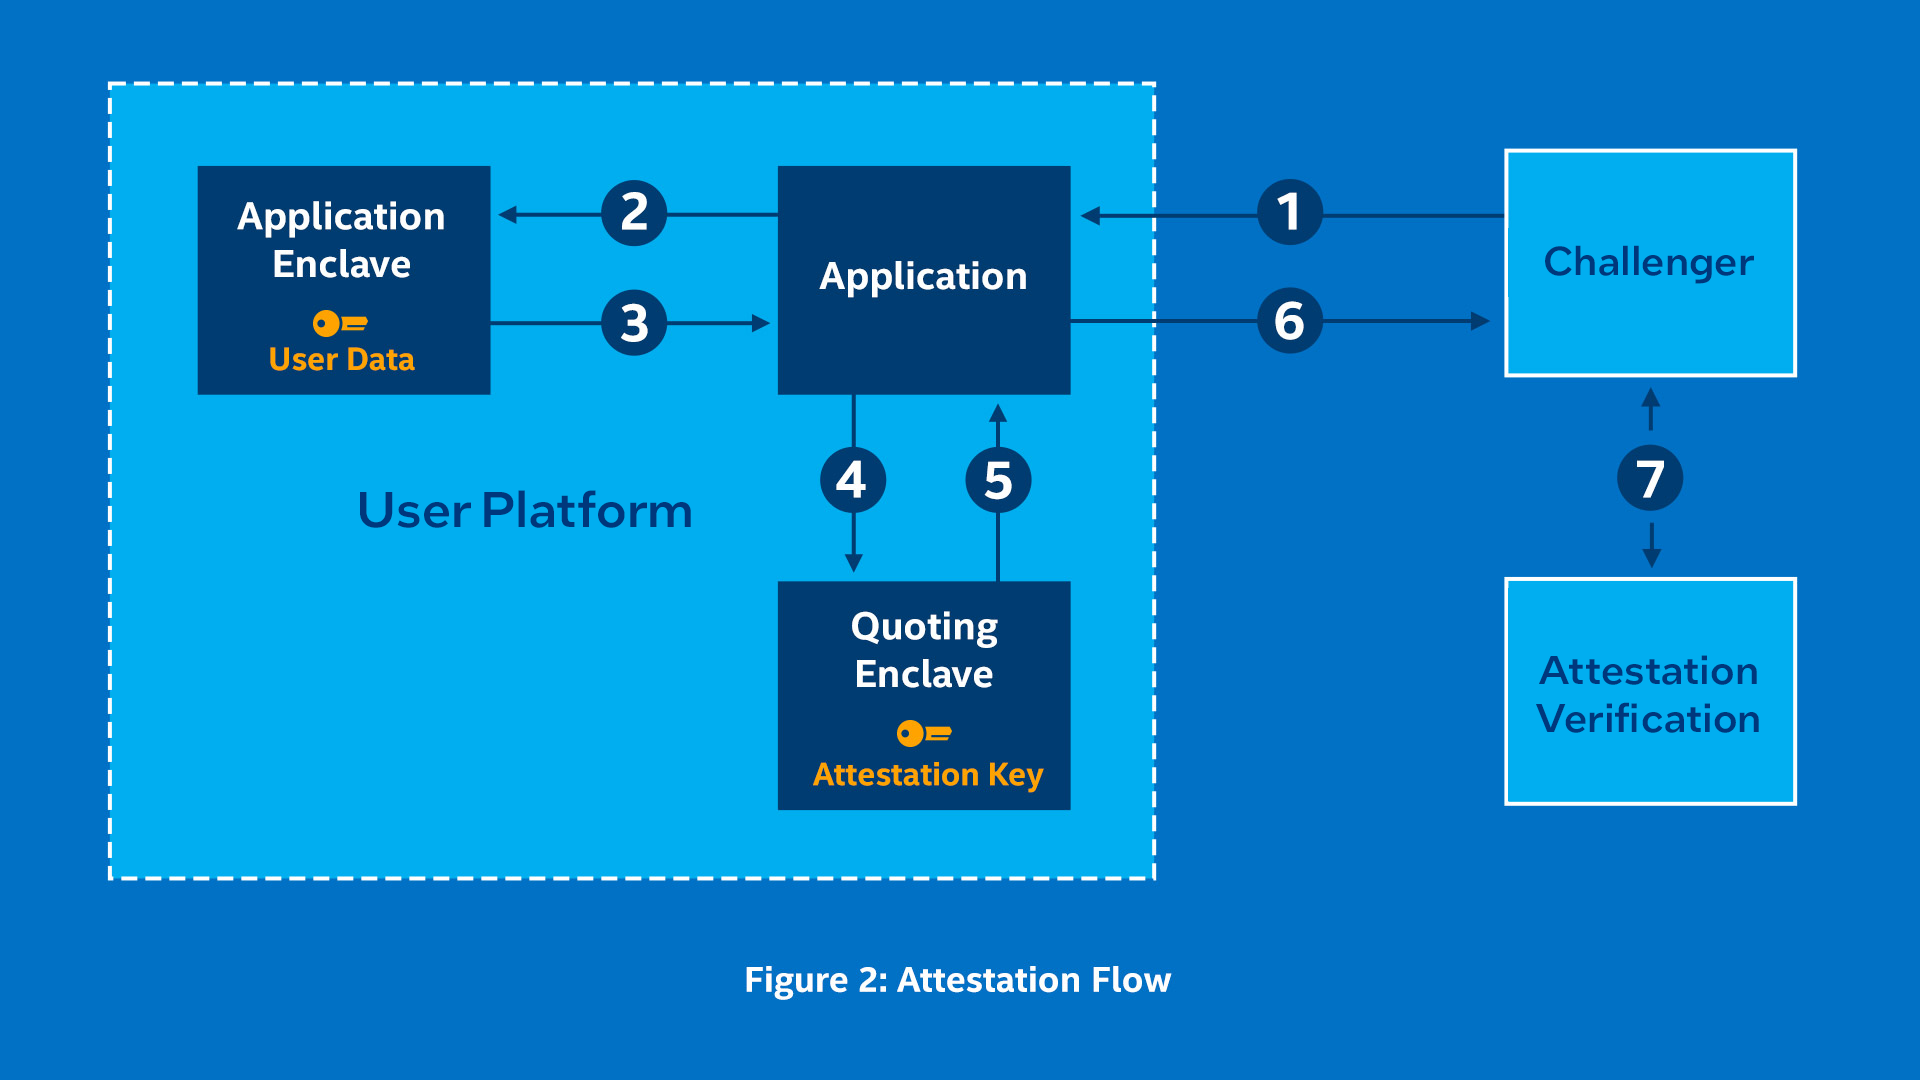 Application
Enclave
User Data
2
3
Application
1
6
Challenger
User Platform
4
5
7
Quoting
Enclave
Attestation Key
Attestation
Verification
Figure 2: Attestation Flow